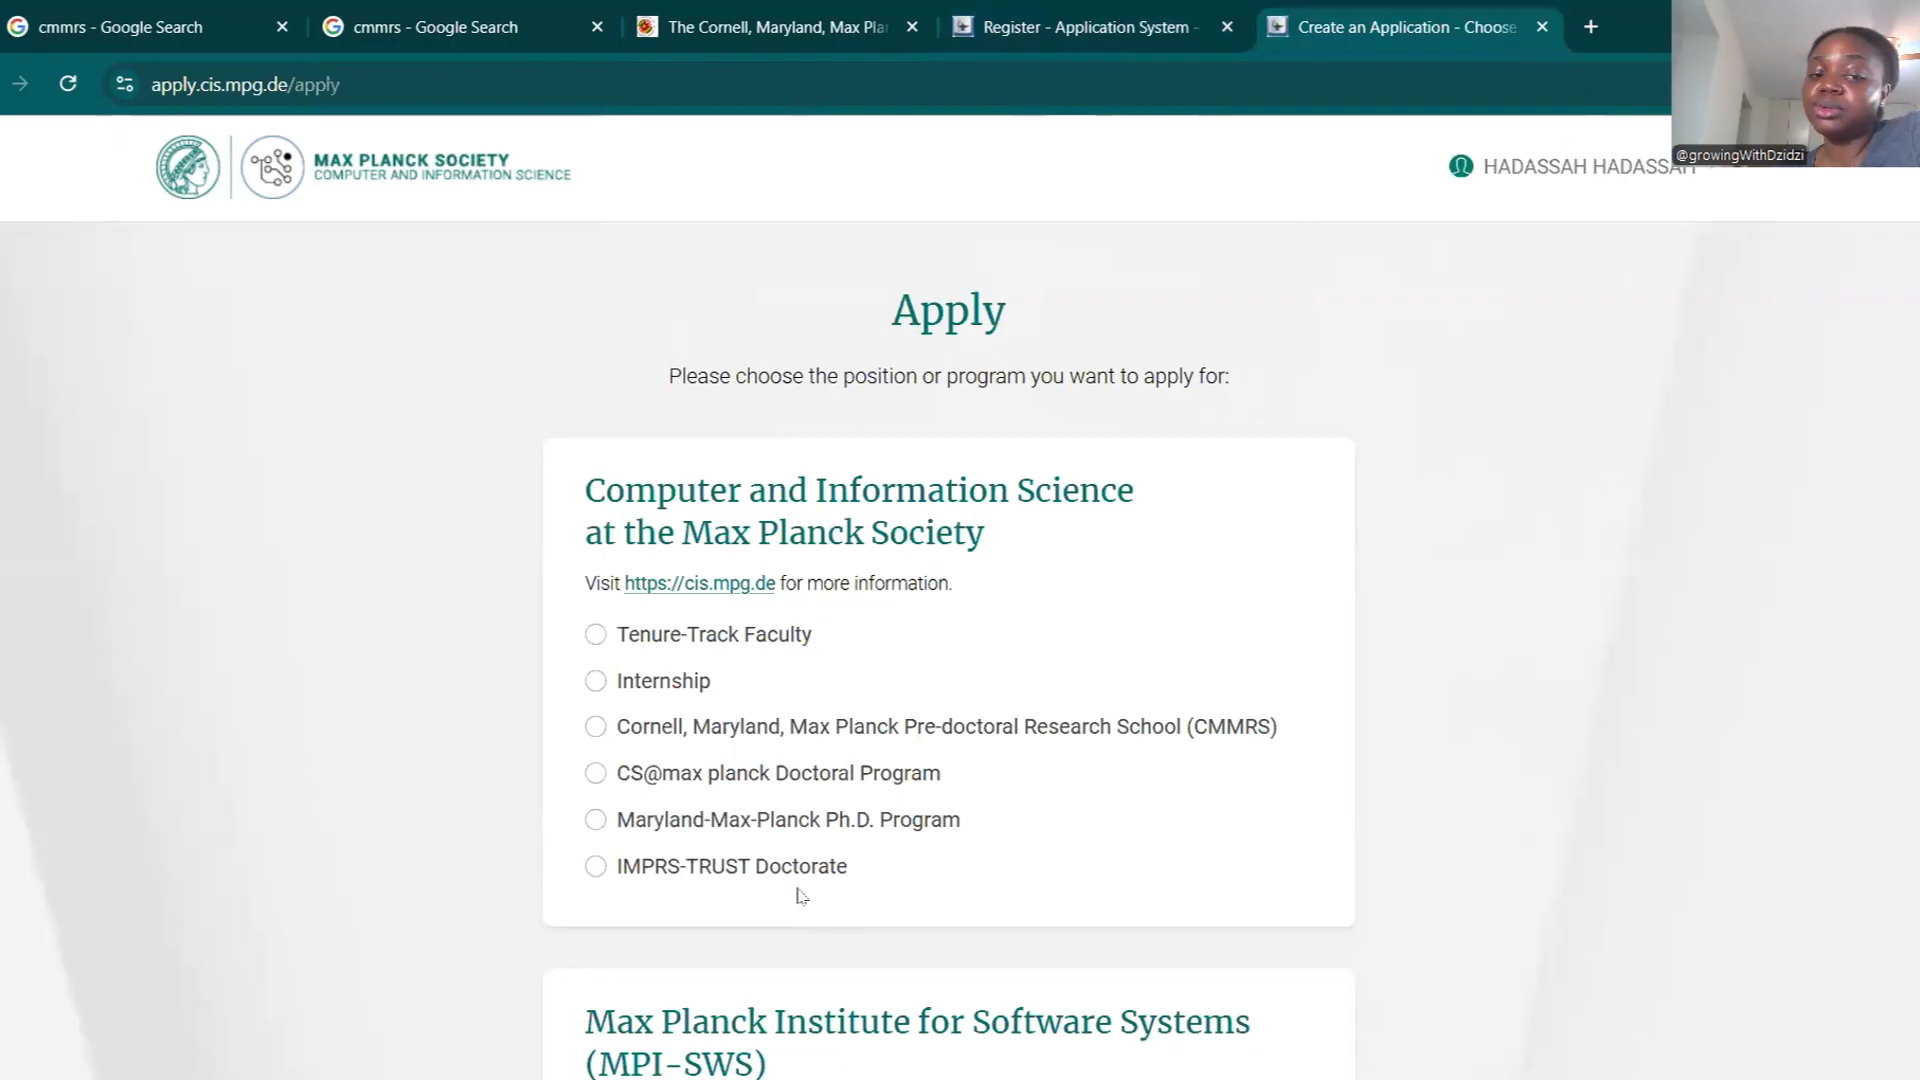 cmmrs - Google Search
cmmrs - Google Search
The Cornell, Maryland, Max Pla
Register - Application System -
Create an Application - Choose
apply.cis.mpg.de/apply
MAX PLANCK SOCIETY
COMPUTER AND INFORMATION SCIENCE
HADASSAH HADASSAH
@growingWithDzidzi
Apply
Please choose the position or program you want to apply for:
Computer and Information Science
at the Max Planck Society
Visit https://cis.mpg.de for more information.
Tenure-Track Faculty
Internship
Cornell, Maryland, Max Planck Pre-doctoral Research School (CMMRS)
CS@max planck Doctoral Program
Maryland-Max-Planck Ph.D. Program
IMPRS-TRUST Doctorate
Max Planck Institute for Software Systems
(MPI-SWS)